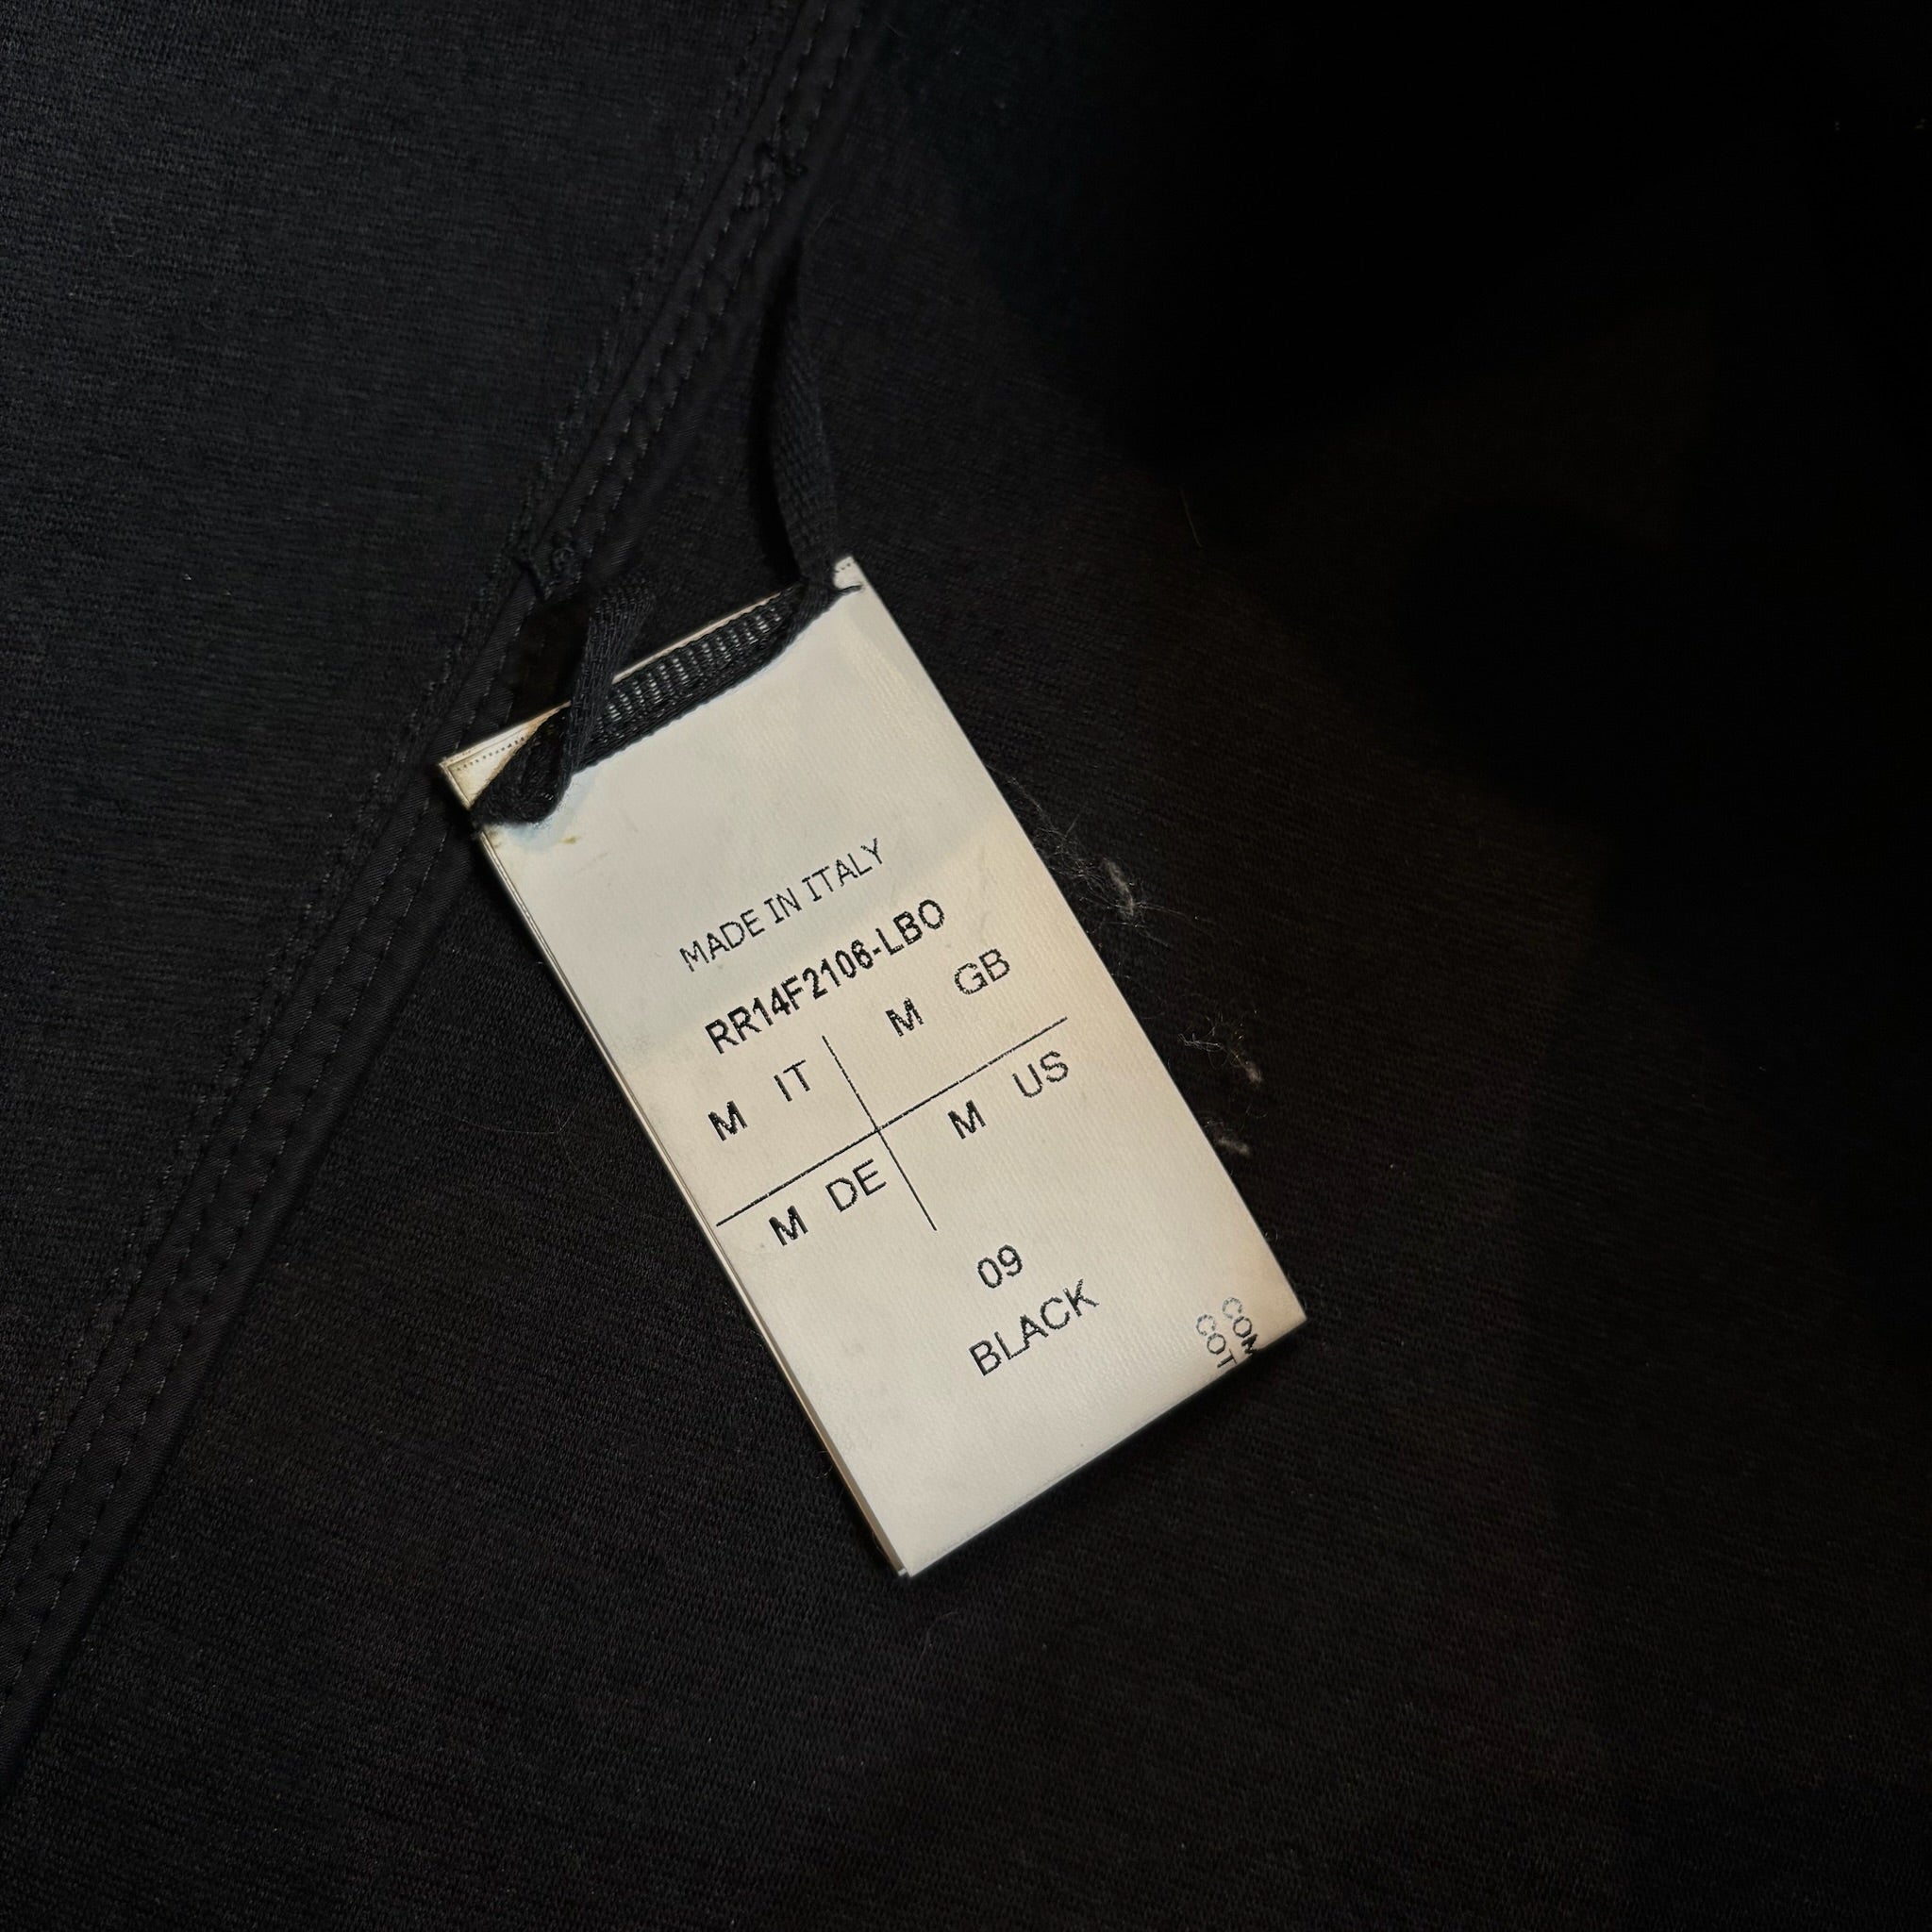 MADE IN ITALY
RR14F2106-LBO
M IT M GB
M DE M US
09
BLACK
COM
COT